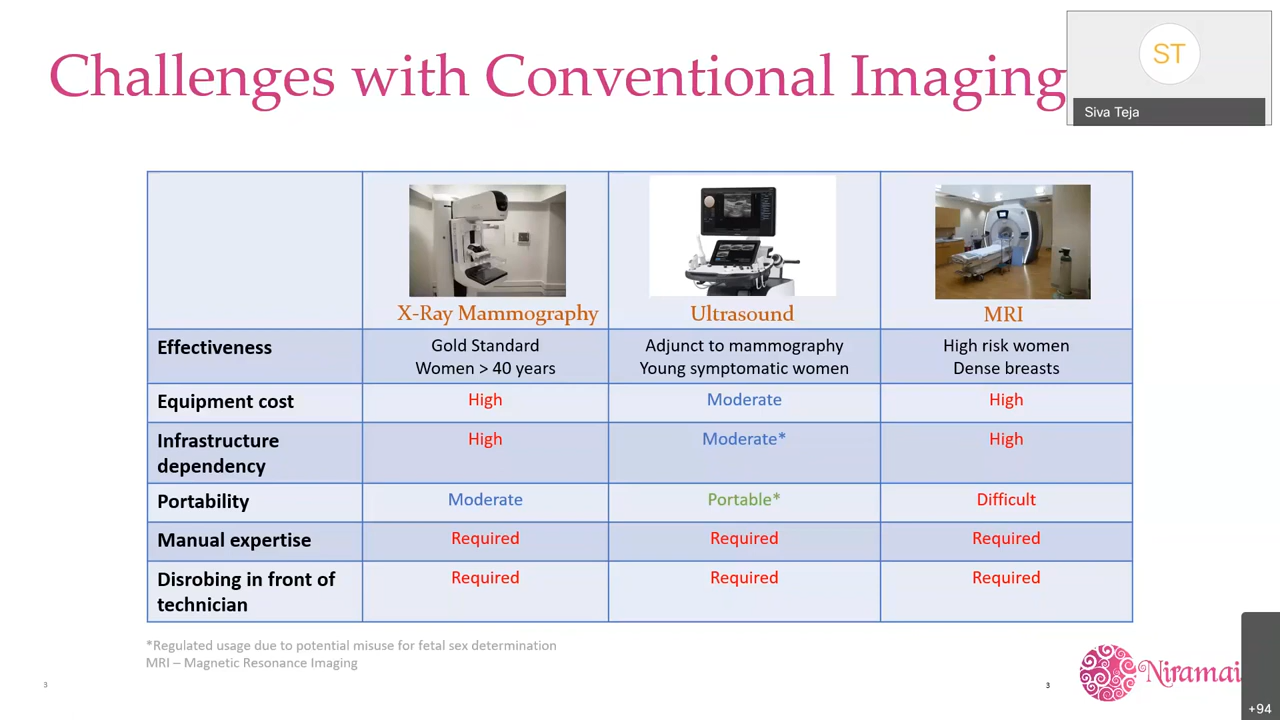 Challenges with Conventional Imaging
ST
Siva Teja
X-Ray Mammography
Ultrasound
MRI
Effectiveness
Gold Standard
Women > 40 years
Adjunct to mammography
Young symptomatic women
High risk women
Dense breasts
Equipment cost
High
Moderate
High
Infrastructure
dependency
High
Moderate*
High
Portability
Moderate
Portable*
Difficult
Manual expertise
Required
Required
Required
Disrobing in front of
technician
Required
Required
Required
*Regulated usage due to potential misuse for fetal sex determination
MRI – Magnetic Resonance Imaging
3
3
Niramai
+94